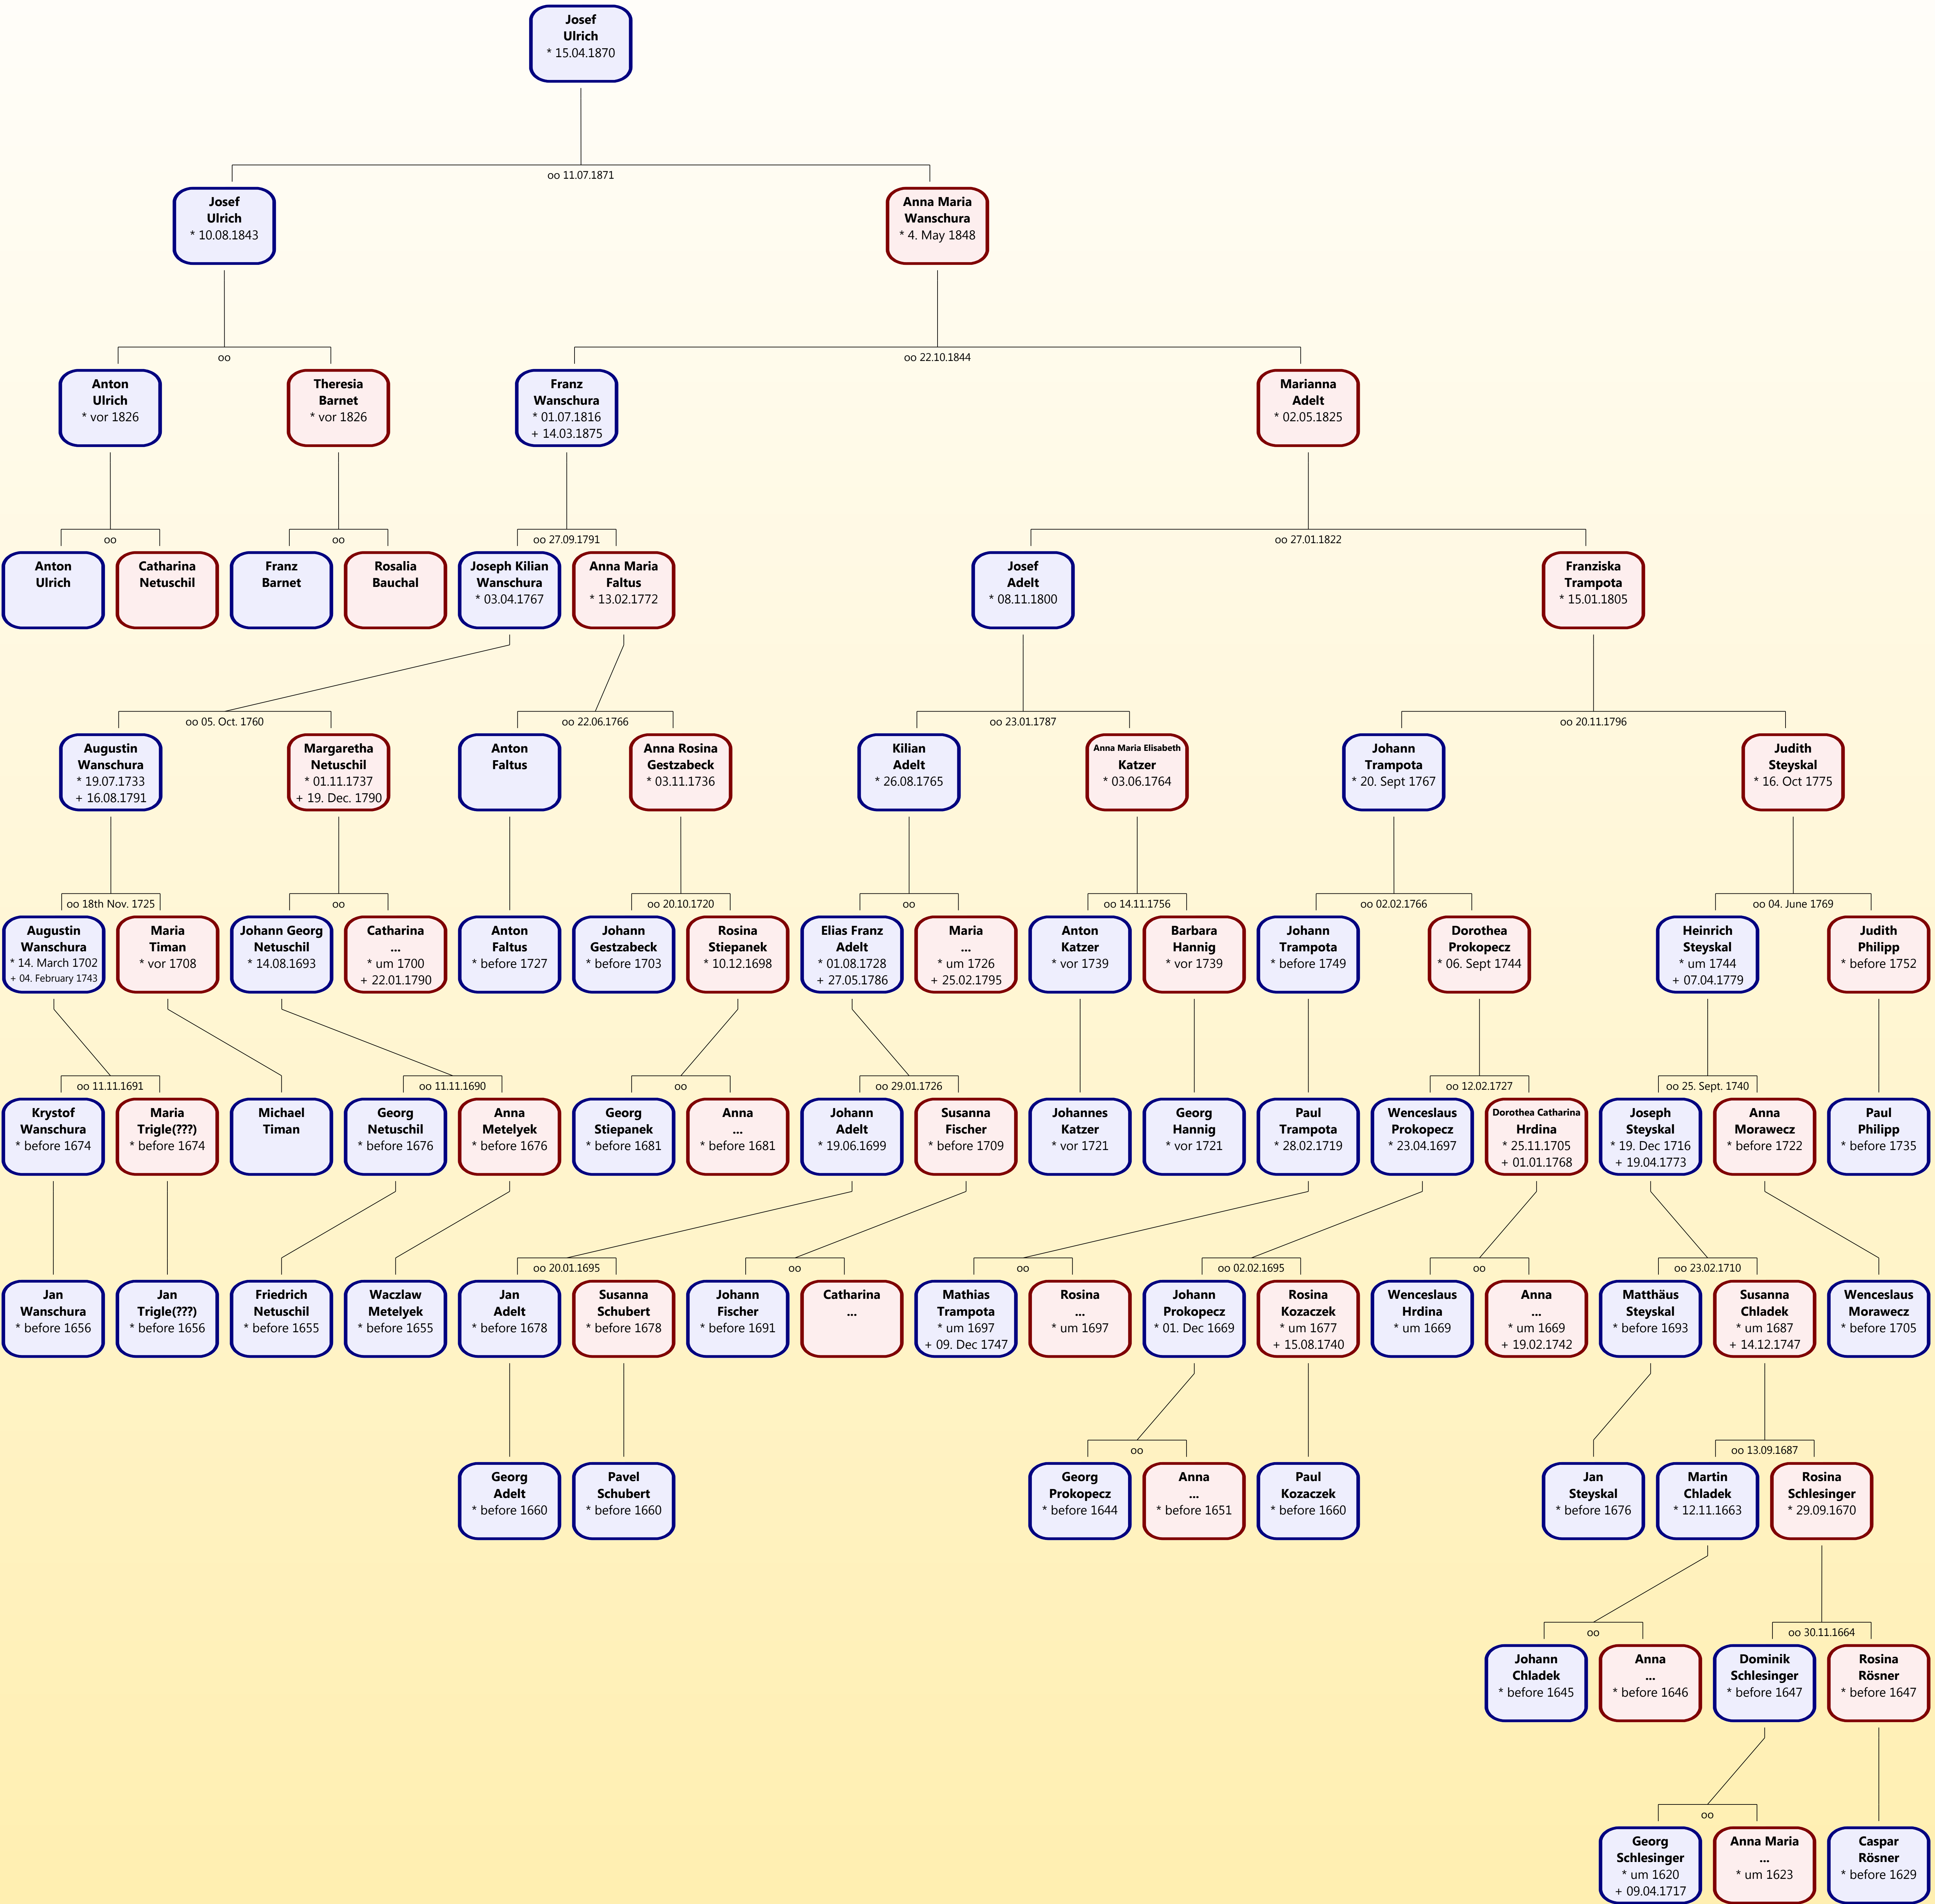 Josef
Ulrich
* 15.04.1870
oo 11.07.1871
Josef
Ulrich
* 10.08.1843
Anna Maria
Wanschura
* 4. May 1848
oo
oo 22.10.1844
Anton
Ulrich
* vor 1826
Theresia
Barnet
* vor 1826
Franz
Wanschura
* 01.07.1816
+ 14.03.1875
Marianna
Adelt
* 02.05.1825
oo
oo
oo 27.09.1791
oo 27.01.1822
Anton
Ulrich
Catharina
Netuschil
Franz
Barnet
Rosalia
Bauchal
Joseph Kilian
Wanschura
* 03.04.1767
Anna Maria
Faltus
* 13.02.1772
Josef
Adelt
* 08.11.1800
Franziska
Trampota
* 15.01.1805
oo 05. Oct. 1760
oo 22.06.1766
oo 23.01.1787
oo 20.11.1796
Augustin
Wanschura
* 19.07.1733
+ 16.08.1791
Margaretha
Netuschil
* 01.11.1737
+ 19. Dec. 1790
Anton
Faltus
Anna Rosina
Gestzabeck
* 03.11.1736
Kilian
Adelt
* 26.08.1765
Anna Maria Elisabeth
Katzer
* 03.06.1764
Johann
Trampota
* 20. Sept 1767
Judith
Steyskal
* 16. Oct 1775
oo 18th Nov. 1725
oo
oo 20.10.1720
oo
oo 14.11.1756
oo 02.02.1766
oo 04. June 1769
Augustin
Wanschura
* 14. March 1702
+ 04. February 1743
Maria
Timan
* vor 1708
Johann Georg
Netuschil
* 14.08.1693
Catharina
...
* um 1700
+ 22.01.1790
Anton
Faltus
* before 1727
Johann
Gestzabeck
* before 1703
Rosina
Stiepanek
* 10.12.1698
Elias Franz
Adelt
* 01.08.1728
+ 27.05.1786
Maria
...
* um 1726
+ 25.02.1795
Anton
Katzer
* vor 1739
Barbara
Hannig
* vor 1739
Johann
Trampota
* before 1749
Dorothea
Prokopecz
* 06. Sept 1744
Heinrich
Steyskal
* um 1744
+ 07.04.1779
Judith
Philipp
* before 1752
oo 11.11.1691
oo 11.11.1690
oo
oo 29.01.1726
oo 12.02.1727
oo 25. Sept. 1740
Krystof
Wanschura
* before 1674
Maria
Trigle(???)
* before 1674
Michael
Timan
Georg
Netuschil
* before 1676
Anna
Metelyek
* before 1676
Georg
Stiepanek
* before 1681
Anna
...
* before 1681
Johann
Adelt
* 19.06.1699
Susanna
Fischer
* before 1709
Johannes
Katzer
* vor 1721
Georg
Hannig
* vor 1721
Paul
Trampota
* 28.02.1719
Wenceslaus
Prokopecz
* 23.04.1697
Dorothea Catharina
Hrdina
* 25.11.1705
+ 01.01.1768
Joseph
Steyskal
* 19. Dec 1716
+ 19.04.1773
Anna
Morawecz
* before 1722
Paul
Philipp
* before 1735
oo 20.01.1695
oo
oo
oo 02.02.1695
oo
oo 23.02.1710
Jan
Wanschura
* before 1656
Jan
Trigle(???)
* before 1656
Friedrich
Netuschil
* before 1655
Waczlaw
Metelyek
* before 1655
Jan
Adelt
* before 1678
Susanna
Schubert
* before 1678
Johann
Fischer
* before 1691
Catharina
...
Mathias
Trampota
* um 1697
+ 09. Dec 1747
Rosina
...
* um 1697
Johann
Prokopecz
* 01. Dec 1669
Rosina
Kozaczek
* um 1677
+ 15.08.1740
Wenceslaus
Hrdina
* um 1669
Anna
...
* um 1669
+ 19.02.1742
Matthäus
Steyskal
* before 1693
Susanna
Chladek
* um 1687
+ 14.12.1747
Wenceslaus
Morawecz
* before 1705
oo
oo 13.09.1687
Georg
Adelt
* before 1660
Pavel
Schubert
* before 1660
Georg
Prokopecz
* before 1644
Anna
...
* before 1651
Paul
Kozaczek
* before 1660
Jan
Steyskal
* before 1676
Martin
Chladek
* 12.11.1663
Rosina
Schlesinger
* 29.09.1670
oo
oo 30.11.1664
Johann
Chladek
* before 1645
Anna
...
* before 1646
Dominik
Schlesinger
* before 1647
Rosina
Rösner
* before 1647
oo
Georg
Schlesinger
* um 1620
+ 09.04.1717
Anna Maria
...
* um 1623
Caspar
Rösner
* before 1629